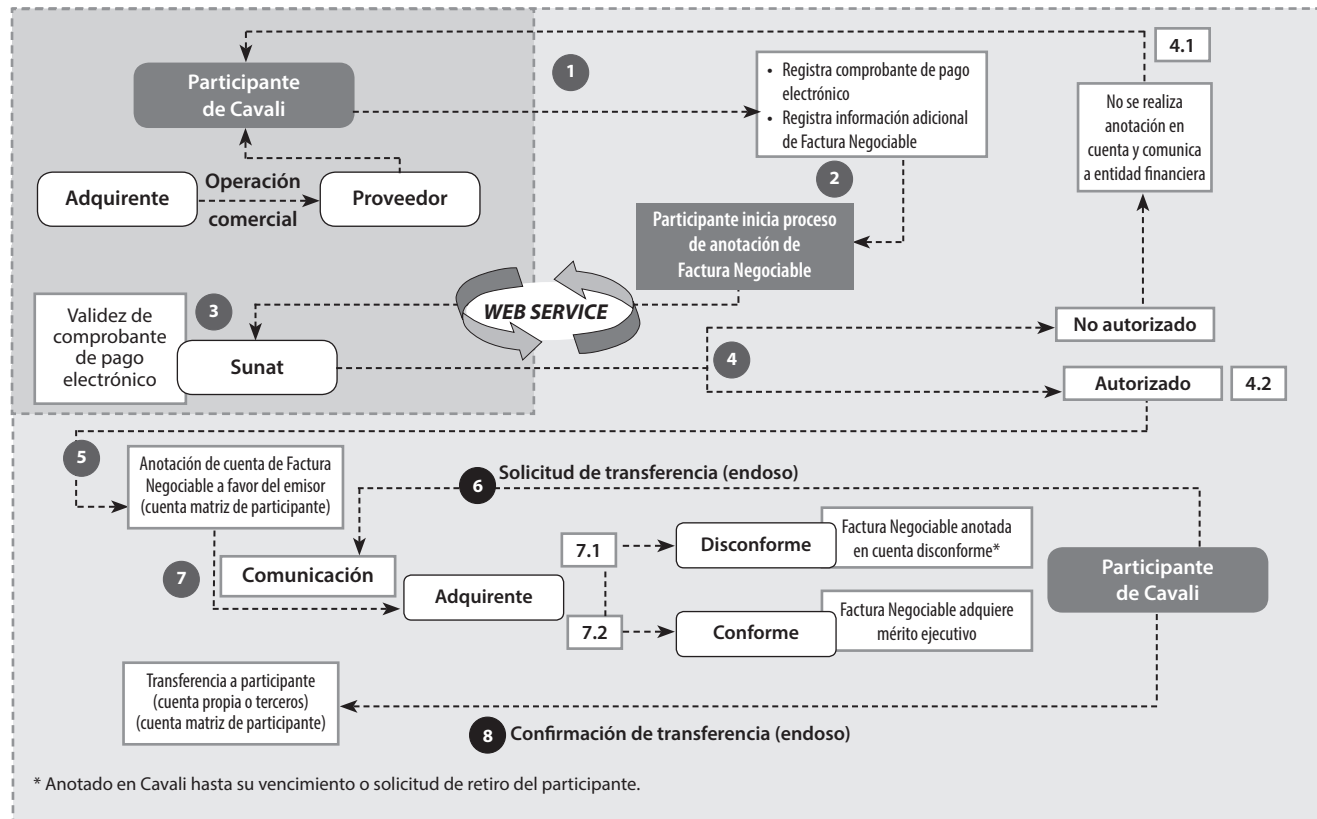 Participante
de Cavali
Adquirente
Operación
comercial
Proveedor
1
• Registra comprobante de pago
electrónico
• Registra información adicional
de Factura Negociable
4.1
No se realiza
anotación en
cuenta y comunica
a entidad financiera
2
Participante inicia proceso
de anotación de
Factura Negociable
WEB SERVICE
3
Validez de
comprobante
de pago
electrónico
Sunat
4
No autorizado
Autorizado
4.2
5
Anotación de cuenta de Factura
Negociable a favor del emisor
(cuenta matriz de participante)
6
Solicitud de transferencia (endoso)
7
Comunicación
Adquirente
7.1
Disconforme
Factura Negociable anotada
en cuenta disconforme*
7.2
Conforme
Factura Negociable adquiere
mérito ejecutivo
Participante
de Cavali
Transferencia a participante
(cuenta propia o terceros)
(cuenta matriz de participante)
8
Confirmación de transferencia (endoso)
* Anotado en Cavali hasta su vencimiento o solicitud de retiro del participante.